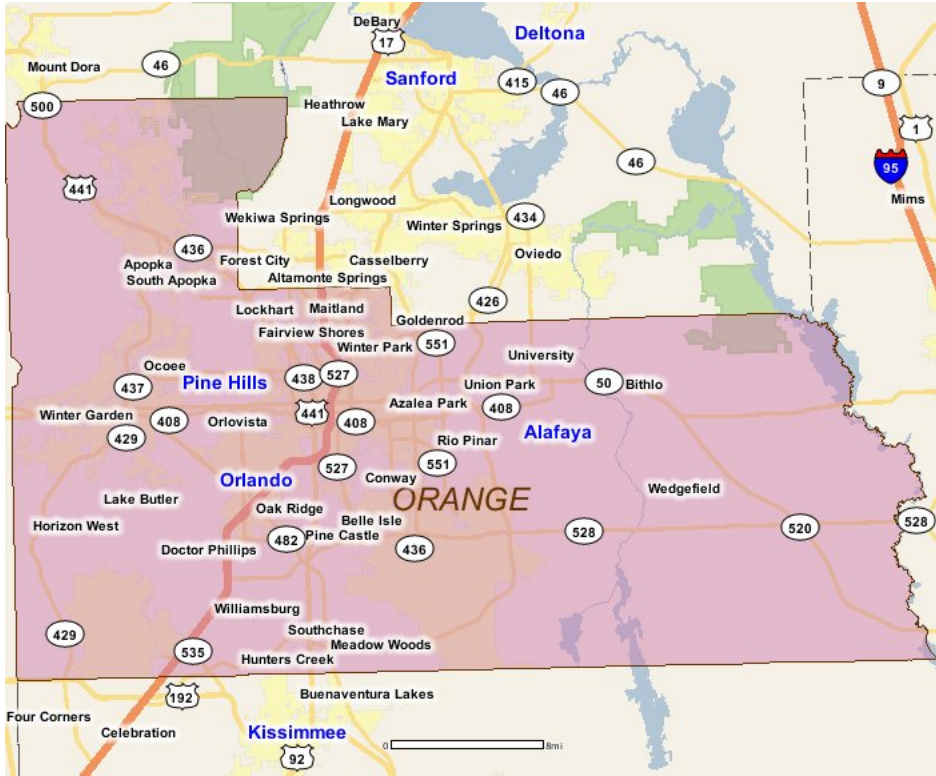 DeBary
17
Deltona
Mount Dora
46
Sanford
415
46
9
500
Heathrow
Lake Mary
1
46
95
441
Mims
Longwood
Wekiwa Springs
434
Winter Springs
436
Forest City
Casselberry
Oviedo
Apopka
South Apopka
Altamonte Springs
426
Lockhart
Maitland
Goldenrod
Fairview Shores
Winter Park
551
University
Ocoee
437
Pine Hills
438
527
Union Park
50
Bithlo
Winter Garden
408
Orlovista
441
408
Azalea Park
408
429
Alafaya
Rio Pinar
Orlando
527
Conway
551
Wedgefield
Lake Butler
ORANGE
Oak Ridge
Horizon West
Belle Isle
482
Pine Castle
436
528
520
528
Doctor Phillips
Williamsburg
429
Southchase
535
Meadow Woods
Hunters Creek
192
Buenaventura Lakes
Four Corners
Celebration
Kissimmee
92
0
8mi